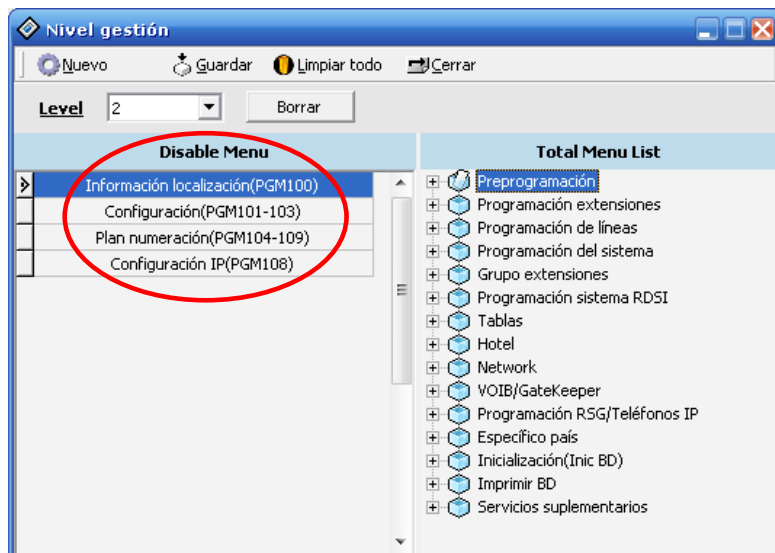 Nivel gestión
Nuevo Guardar Limpiar todo Cerrar
Level 2 Borrar
Disable Menu Total Menu List
Información localización(PGM100)
Configuración(PGM101-103)
Plan numeración(PGM104-109)
Configuración IP(PGM108)
Preprogramación
Programación extensiones
Programación de líneas
Programación del sistema
Grupo extensiones
Programación sistema RDSI
Tablas
Hotel
Network
VOIB/GateKeeper
Programación RSG/Teléfonos IP
Específico país
Inicialización(Inic BD)
Imprimir BD
Servicios suplementarios